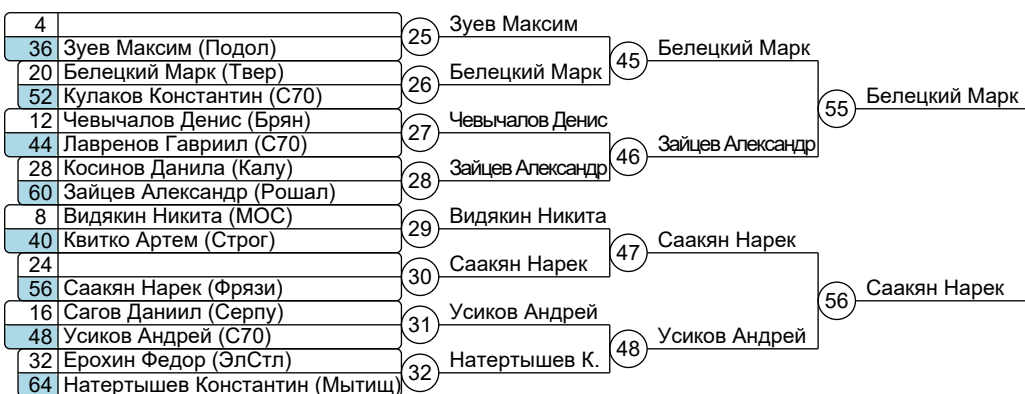 4
36 Зуев Максим (Подол)
20 Белецкий Марк (Твер)
52 Кулаков Константин (С70)
12 Чевычалов Денис (Брян)
44 Лавренов Гавриил (С70)
28 Косинов Данила (Калу)
60 Зайцев Александр (Рошал)
8 Видякин Никита (МОС)
40 Квитко Артем (Строг)
24
56 Саакян Нарек (Фрязи)
16 Сагов Даниил (Серпу)
48 Усиков Андрей (С70)
32 Ерохин Федор (ЭлСтл)
64 Натертышев Константин (Мытищ)
25 Зуев Максим
26 Белецкий Марк
27 Чевычалов Денис
28 Зайцев Александр
29 Видякин Никита
30 Саакян Нарек
31 Усиков Андрей
32 Натертышев К.
45 Белецкий Марк
46 Зайцев Александр
47 Саакян Нарек
48 Усиков Андрей
55 Белецкий Марк
56 Саакян Нарек